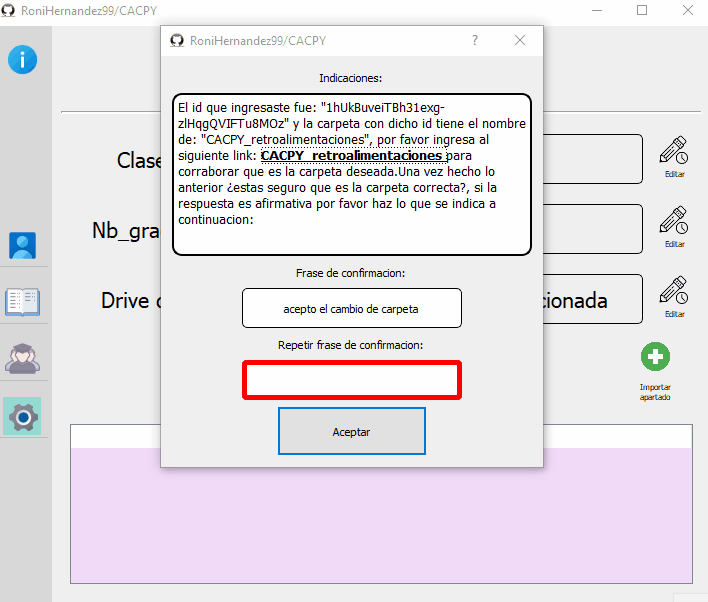 RoniHernandez99/CACPY
RoniHernandez99/CACPY
?
Indicaciones:
El id que ingresaste fue: "1hUkBuveiTBh31exg-
zlHqgQVIFTu8MOz" y la carpeta con dicho id tiene el nombre
de: "CACPY_retroalimentaciones", por favor ingresa al
siguiente link: CACPY_retroalimentaciones para
corraborar que es la carpeta deseada.Una vez hecho lo
anterior ¿estas seguro que es la carpeta correcta?, si la
respuesta es afirmativa por favor haz lo que se indica a
continuacion:
Frase de confirmacion:
acepto el cambio de carpeta
Repetir frase de confirmacion:
Aceptar
Clase
Editar
Nb_gra
Editar
Drive
cionada
Editar
Importar
apartado